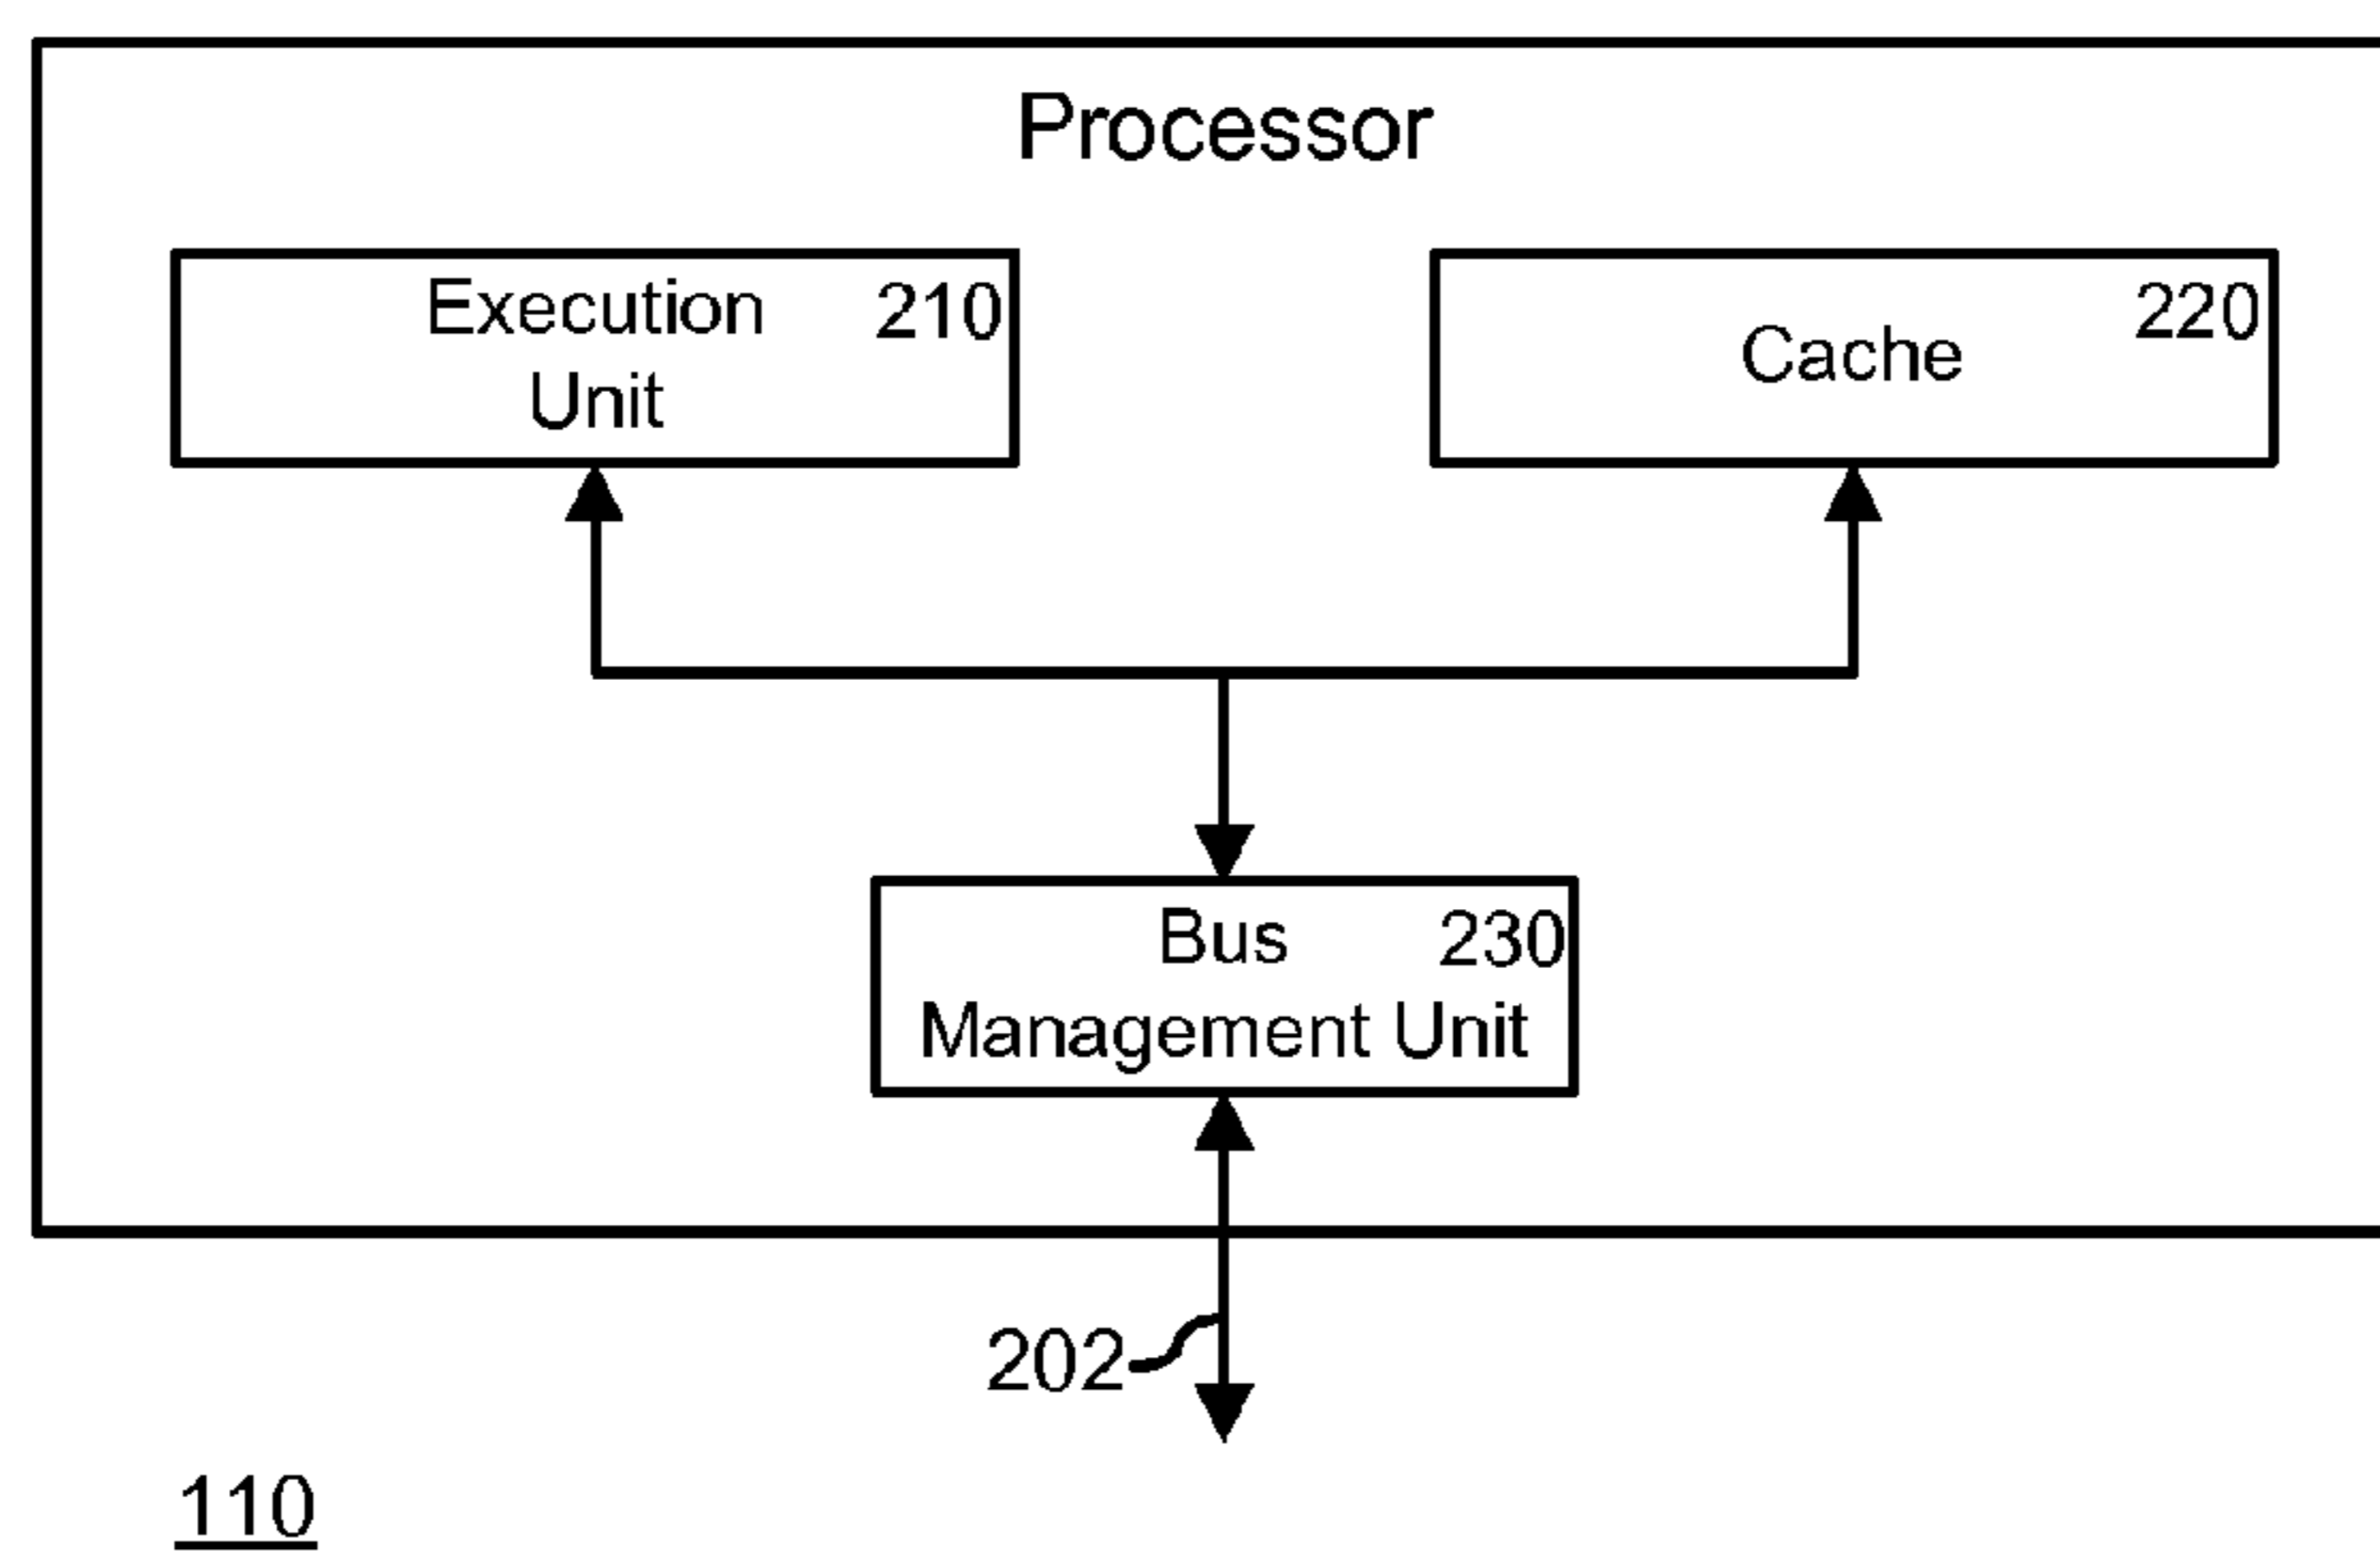 Processor
Execution
Unit
210
Cache
220
Bus
Management Unit
230
202
110